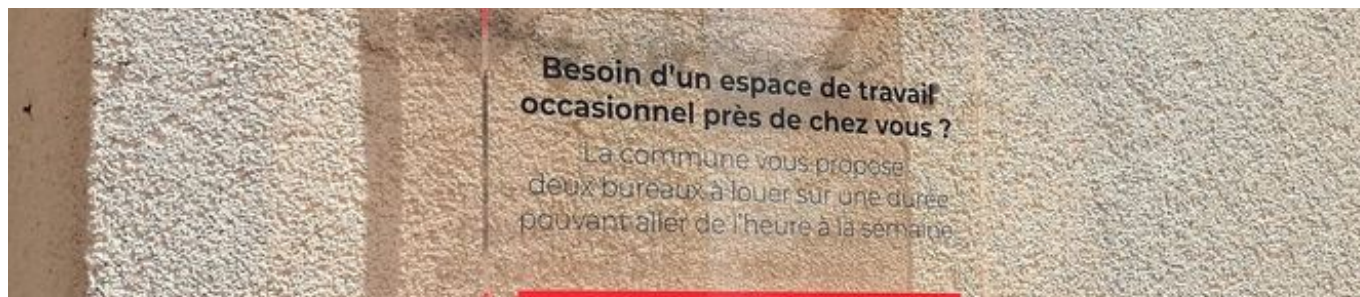 Besoin d'un espace de travail
occasionnel près de chez vous ?
La commune vous propose
deux bureaux à louer sur une durée
pouvant aller de l'heure à la semaine